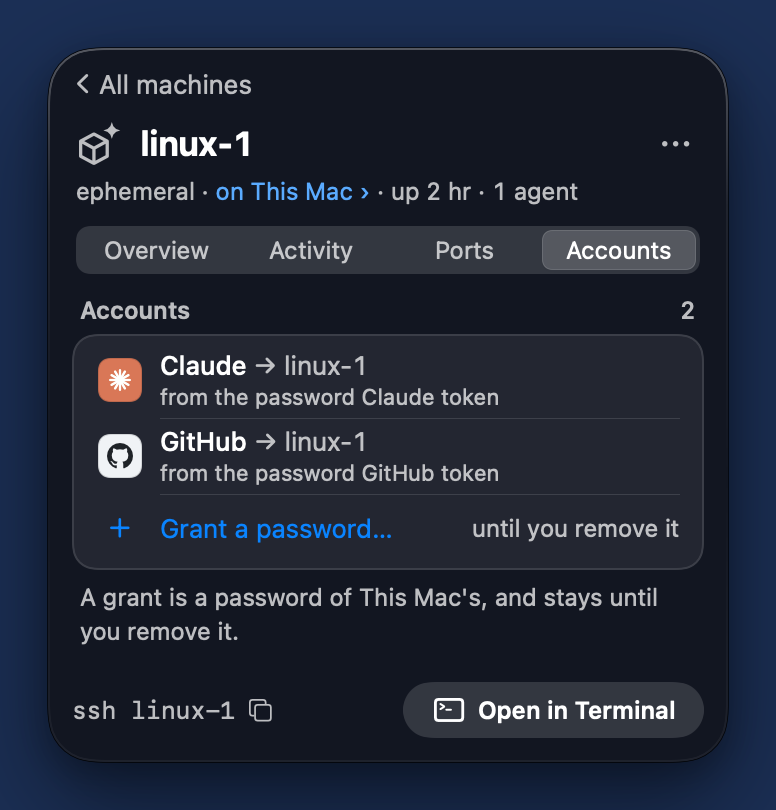 All machines
linux-1
ephemeral · on This Mac › · up 2 hr · 1 agent
Overview Activity Ports Accounts
Accounts 2
Claude → linux-1
from the password Claude token
GitHub → linux-1
from the password GitHub token
+ Grant a password... until you remove it
A grant is a password of This Mac's, and stays until
you remove it.
ssh linux-1 Open in Terminal